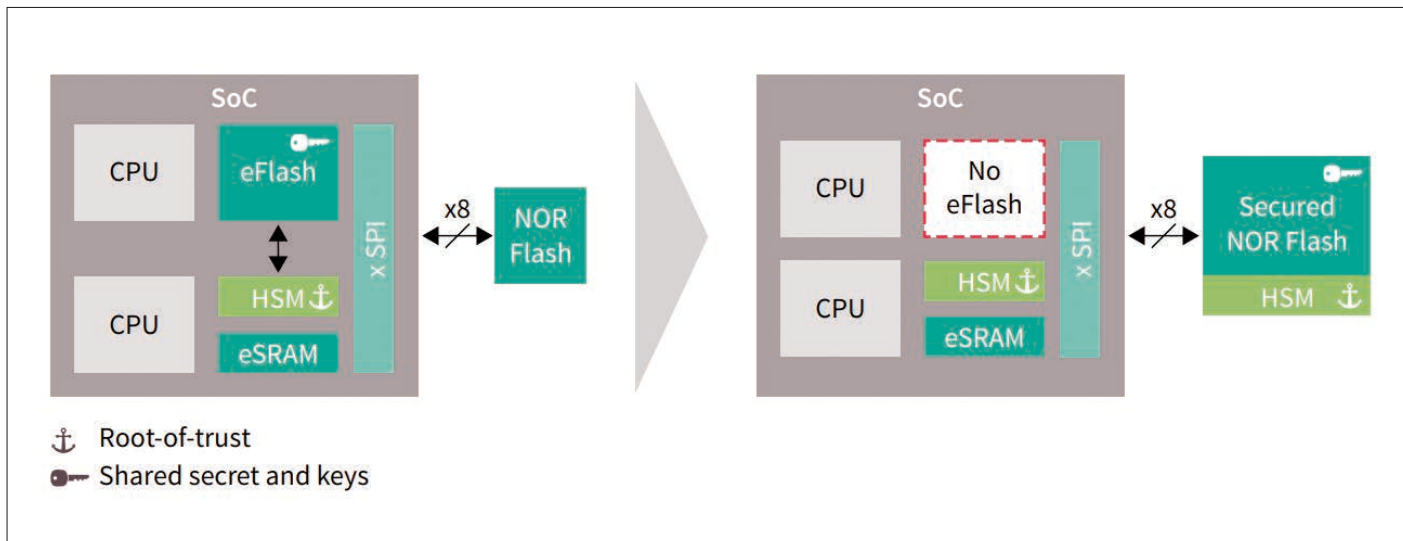 SoC
CPU
eFlash
CPU
HSM
eSRAM
x SPI
x8
NOR
Flash
SoC
CPU
No
eFlash
CPU
HSM
eSRAM
x SPI
x8
Secured
NOR Flash
HSM
Root-of-trust
Shared secret and keys